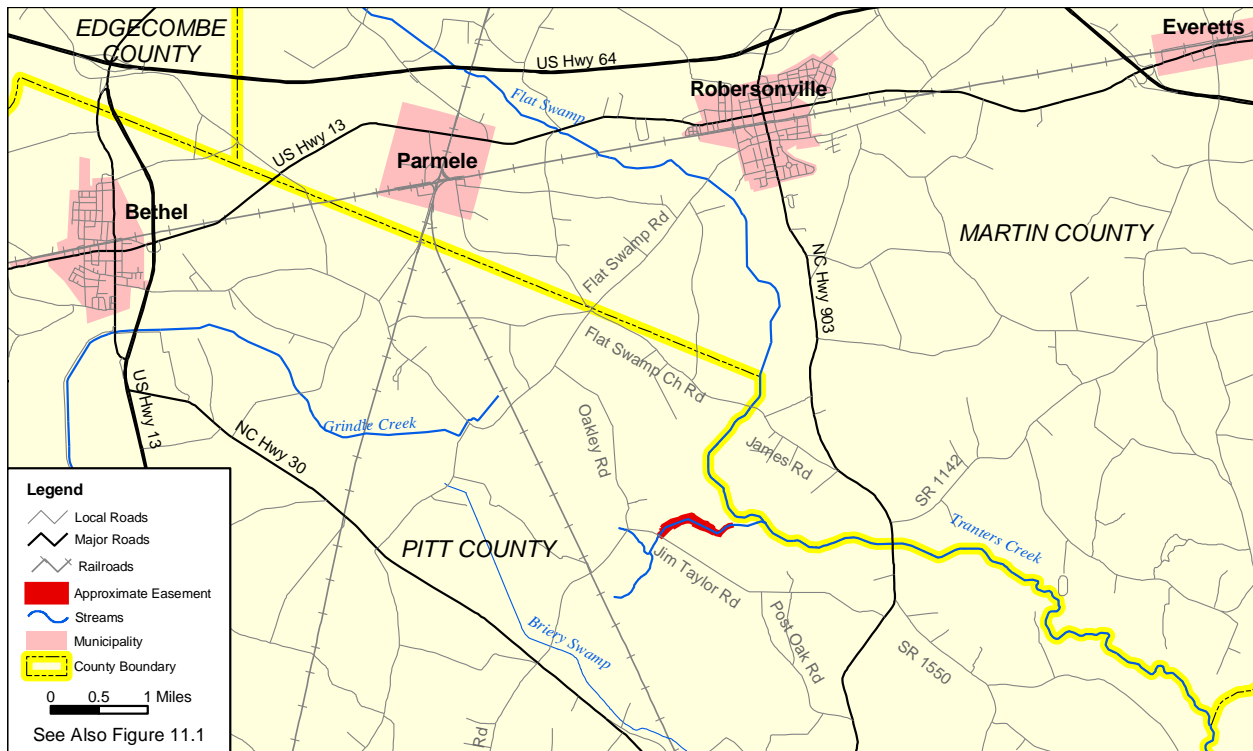 EDGECOMBE
COUNTY
Everetts
US Hwy 64
Robersonville
Flat Swamp
US Hwy 13
Parmele
Bethel
MARTIN COUNTY
Flat Swamp Rd
NC Hwy 903
Flat Swamp Ch Rd
US Hwy 13
Grindle Creek
Oakley Rd
NC Hwy 30
James Rd
SR 1142
Tranters Creek
PITT COUNTY
Jim Taylor Rd
Post Oak Rd
Briery Swamp
SR 1550
Rd
Legend
Local Roads
Major Roads
Railroads
Approximate Easement
Streams
Municipality
County Boundary
0 0.5 1 Miles
See Also Figure 11.1